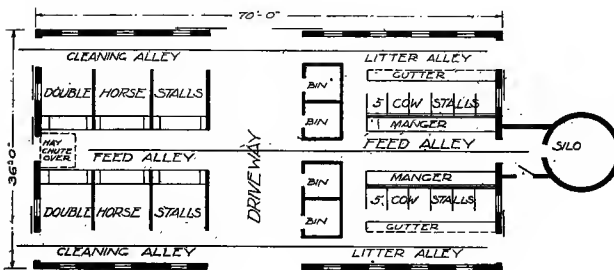 70'-0"
CLEANING ALLEY
LITTER ALLEY
GUTTER
DOUBLE HORSE STALLS
BIN
5 COW STALLS
BIN
MANGER
36'0"
HAY CHUTE OVER
FEED ALLEY
DRIVEWAY
FEED ALLEY
SILO
BIN
MANGER
5 COW STALLS
DOUBLE HORSE STALLS
BIN
GUTTER
CLEANING ALLEY
LITTER ALLEY